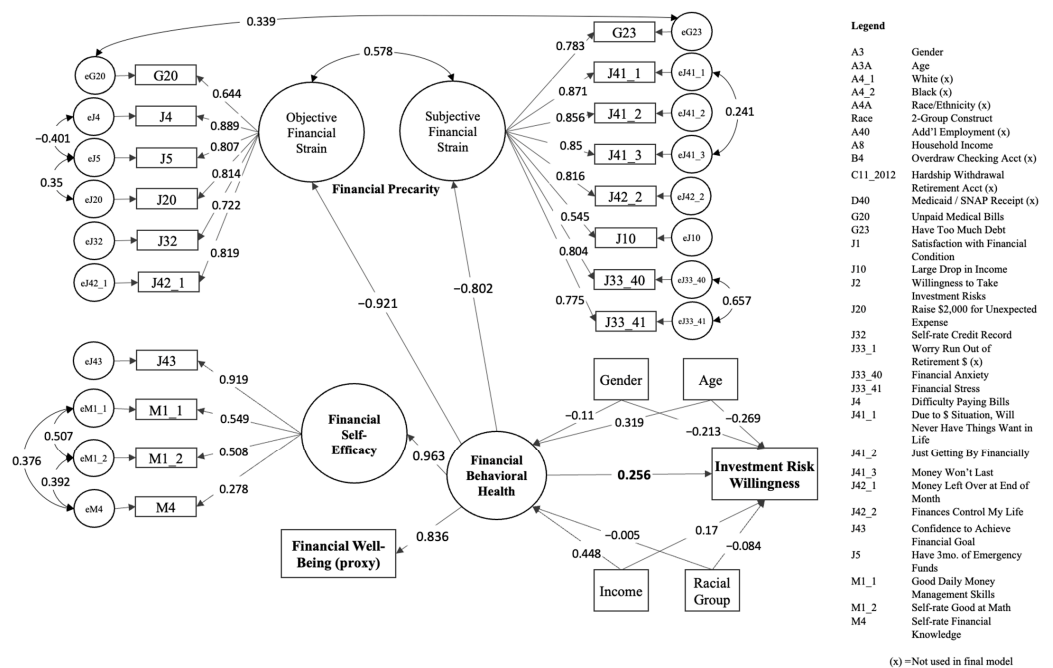 0.339
0.578
eG20
G20
0.644
eJ4
J4
0.889
−0.401
eJ5
J5
0.807
0.35
eJ20
J20
0.814
eJ32
J32
0.722
eJ42_1
J42_1
0.819
Objective
Financial
Strain
Subjective
Financial
Strain
Financial Precarity
0.783
G23
eG23
0.871
J41_1
eJ41_1
0.856
J41_2
eJ41_2
0.241
0.85
J41_3
eJ41_3
0.816
J42_2
eJ42_2
0.545
J10
eJ10
0.804
J33_40
eJ33_40
0.657
0.775
J33_41
eJ33_41
−0.921
−0.802
eJ43
J43
0.919
eM1_1
M1_1
0.549
0.507
0.376
eM1_2
M1_2
0.508
0.392
eM4
M4
0.278
Financial
Self-
Efficacy
0.963
Financial
Behavioral
Health
0.836
Financial Well-
Being (proxy)
Gender
Age
−0.11
0.319
−0.269
−0.213
0.256
Investment Risk
Willingness
−0.005
0.17
0.448
−0.084
Income
Racial
Group
Legend
A3 Gender
A3A Age
A4_1 White (x)
A4_2 Black (x)
A4A Race/Ethnicity (x)
Race 2-Group Construct
A40 Add'l Employment (x)
A8 Household Income
B4 Overdraw Checking Acct (x)
C11_2012 Hardship Withdrawal
Retirement Acct (x)
D40 Medicaid / SNAP Receipt (x)
G20 Unpaid Medical Bills
G23 Have Too Much Debt
J1 Satisfaction with Financial
Condition
J10 Large Drop in Income
J2 Willingness to Take
Investment Risks
J20 Raise $2,000 for Unexpected
Expense
J32 Self-rate Credit Record
J33_1 Worry Run Out of
Retirement $ (x)
J33_40 Financial Anxiety
J33_41 Financial Stress
J4 Difficulty Paying Bills
J41_1 Due to $ Situation, Will
Never Have Things Want in
Life
J41_2 Just Getting By Financially
J41_3 Money Won't Last
J42_1 Money Left Over at End of
Month
J42_2 Finances Control My Life
J43 Confidence to Achieve
Financial Goal
J5 Have 3mo. of Emergency
Funds
M1_1 Good Daily Money
Management Skills
M1_2 Self-rate Good at Math
M4 Self-rate Financial
Knowledge
(x) =Not used in final model